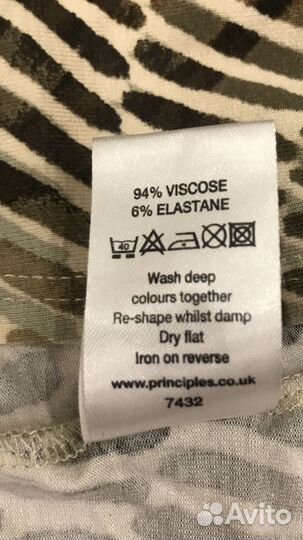 94% VISCOSE
6% ELASTANE
40
Wash deep
colours together
Re-shape whilst damp
Dry flat
Iron on reverse
www.principles.co.uk
7432
Avito